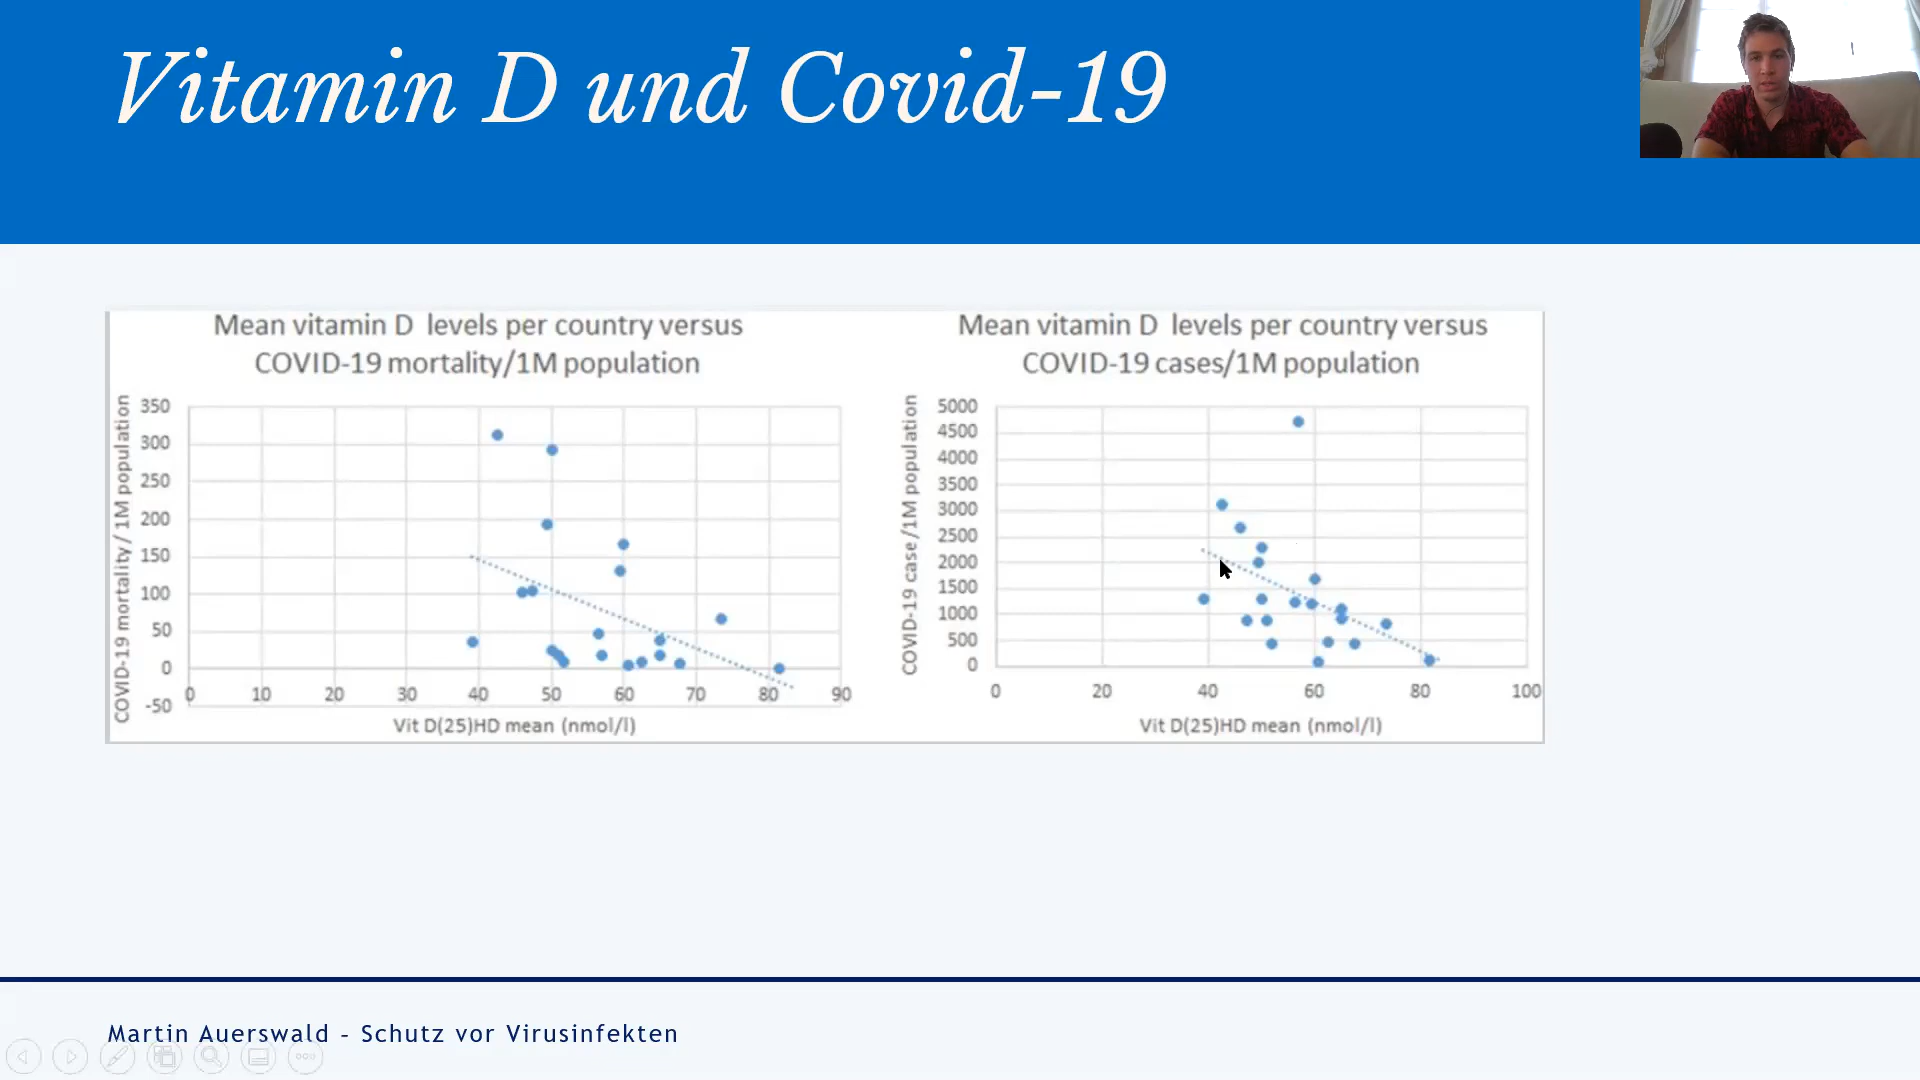 Vitamin D und Covid-19
Mean vitamin D levels per country versus
COVID-19 mortality/1M population
COVID-19 mortality / 1M population
350
300
250
200
150
100
50
0
-50
0 10 20 30 40 50 60 70 80 90
Vit D(25)HD mean (nmol/l)
Mean vitamin D levels per country versus
COVID-19 cases/1M population
COVID-19 case/1M population
5000
4500
4000
3500
3000
2500
2000
1500
1000
500
0
0 20 40 60 80 100
Vit D(25)HD mean (nmol/l)
Martin Auerswald – Schutz vor Virusinfekten